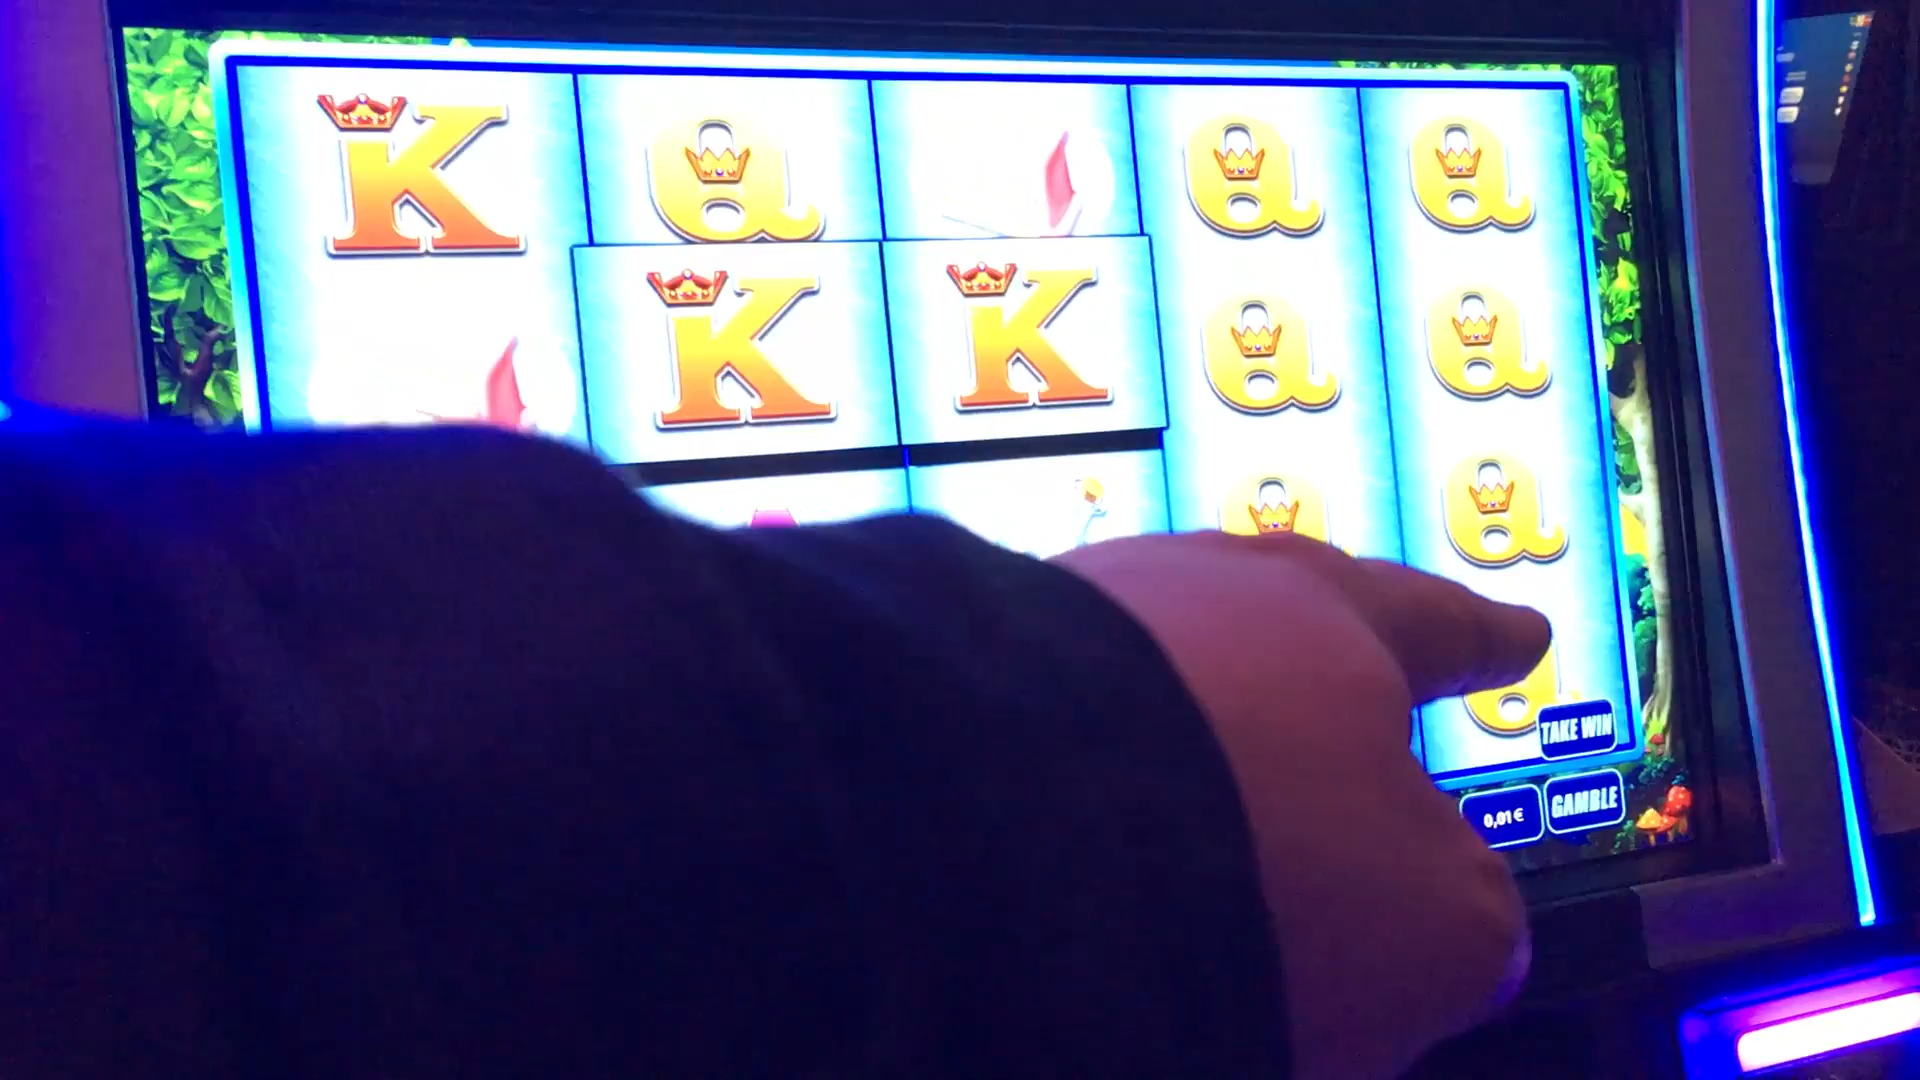 K Q Q Q
K K Q Q
Q Q
Q
TAKE WIN
0,01€ GAMBLE